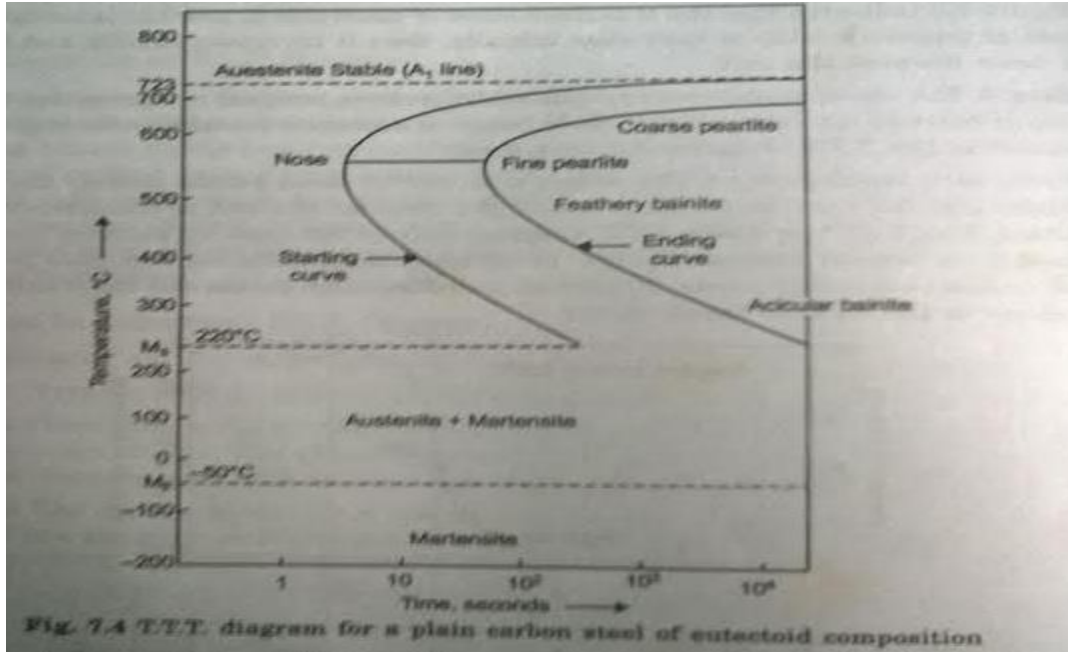 800
Auestenite Stable (A₁ line)
723
700
600
Coarse pearlite
Nose
Fine pearlite
500
Feathery bainite
400
Starting
curve
Ending
curve
Temperature, °C
300
Acicular bainite
220°C
Mₛ
200
100
Austenite + Martensite
0
–50°C
M
–100
Martensite
–200
1
10
10²
10³
10⁴
Time, seconds
Fig. 7.4 T.T.T. diagram for a plain carbon steel of eutectoid composition